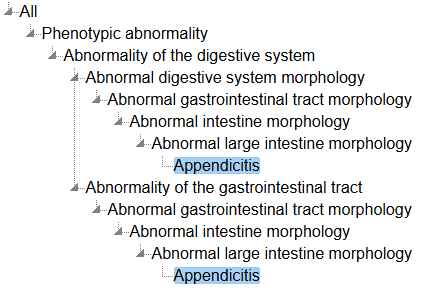 All
Phenotypic abnormality
Abnormality of the digestive system
Abnormal digestive system morphology
Abnormal gastrointestinal tract morphology
Abnormal intestine morphology
Abnormal large intestine morphology
Appendicitis
Abnormality of the gastrointestinal tract
Abnormal gastrointestinal tract morphology
Abnormal intestine morphology
Abnormal large intestine morphology
Appendicitis